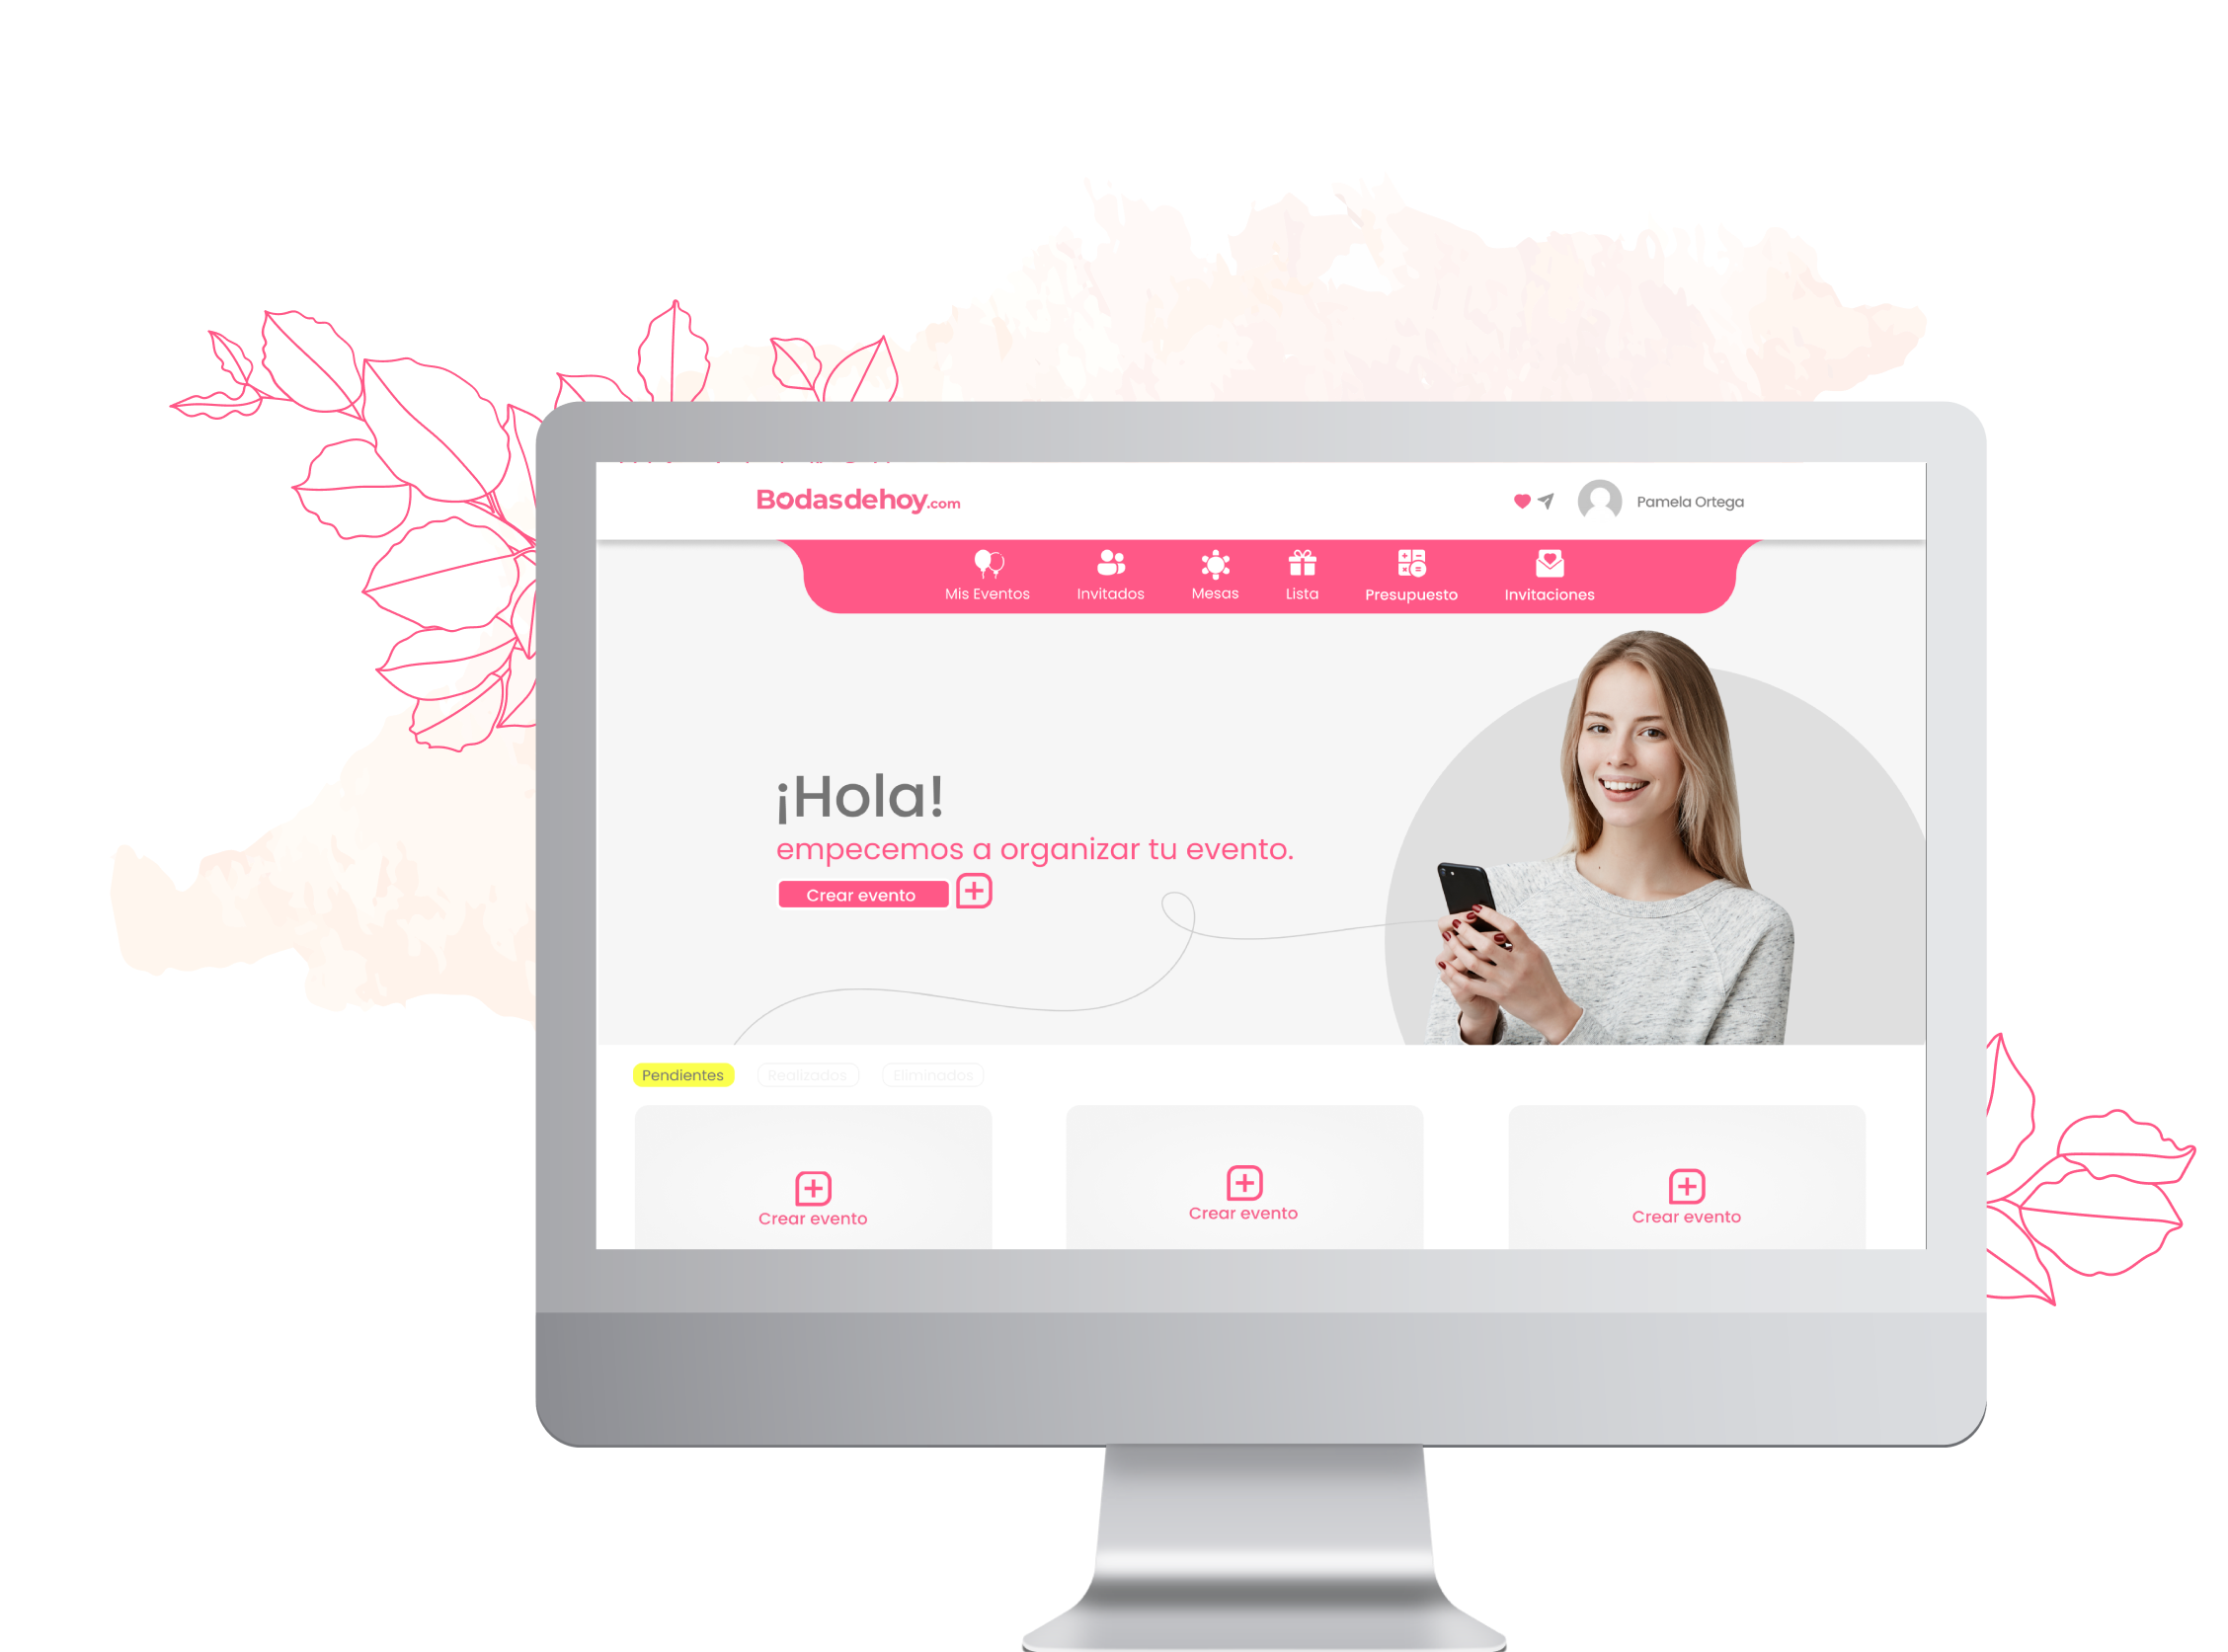 Bodasdehoy.com
Pamela Ortega
Mis Eventos
Invitados
Mesas
Lista
Presupuesto
Invitaciones
¡Hola!
empecemos a organizar tu evento.
Crear evento
Pendientes
Realizados
Eliminados
Crear evento
Crear evento
Crear evento